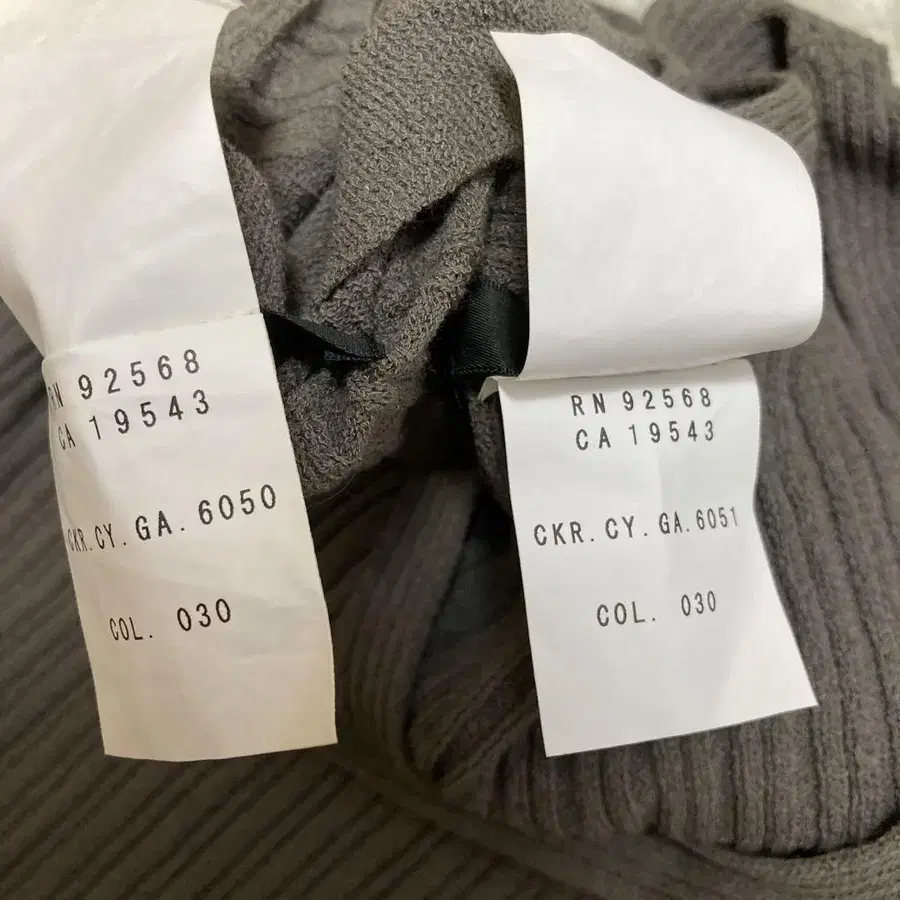 RN 92568
CA 19543
CKR.CY.GA.6050
COL. 030
RN 92568
CA 19543
CKR.CY.GA.6051
COL. 030